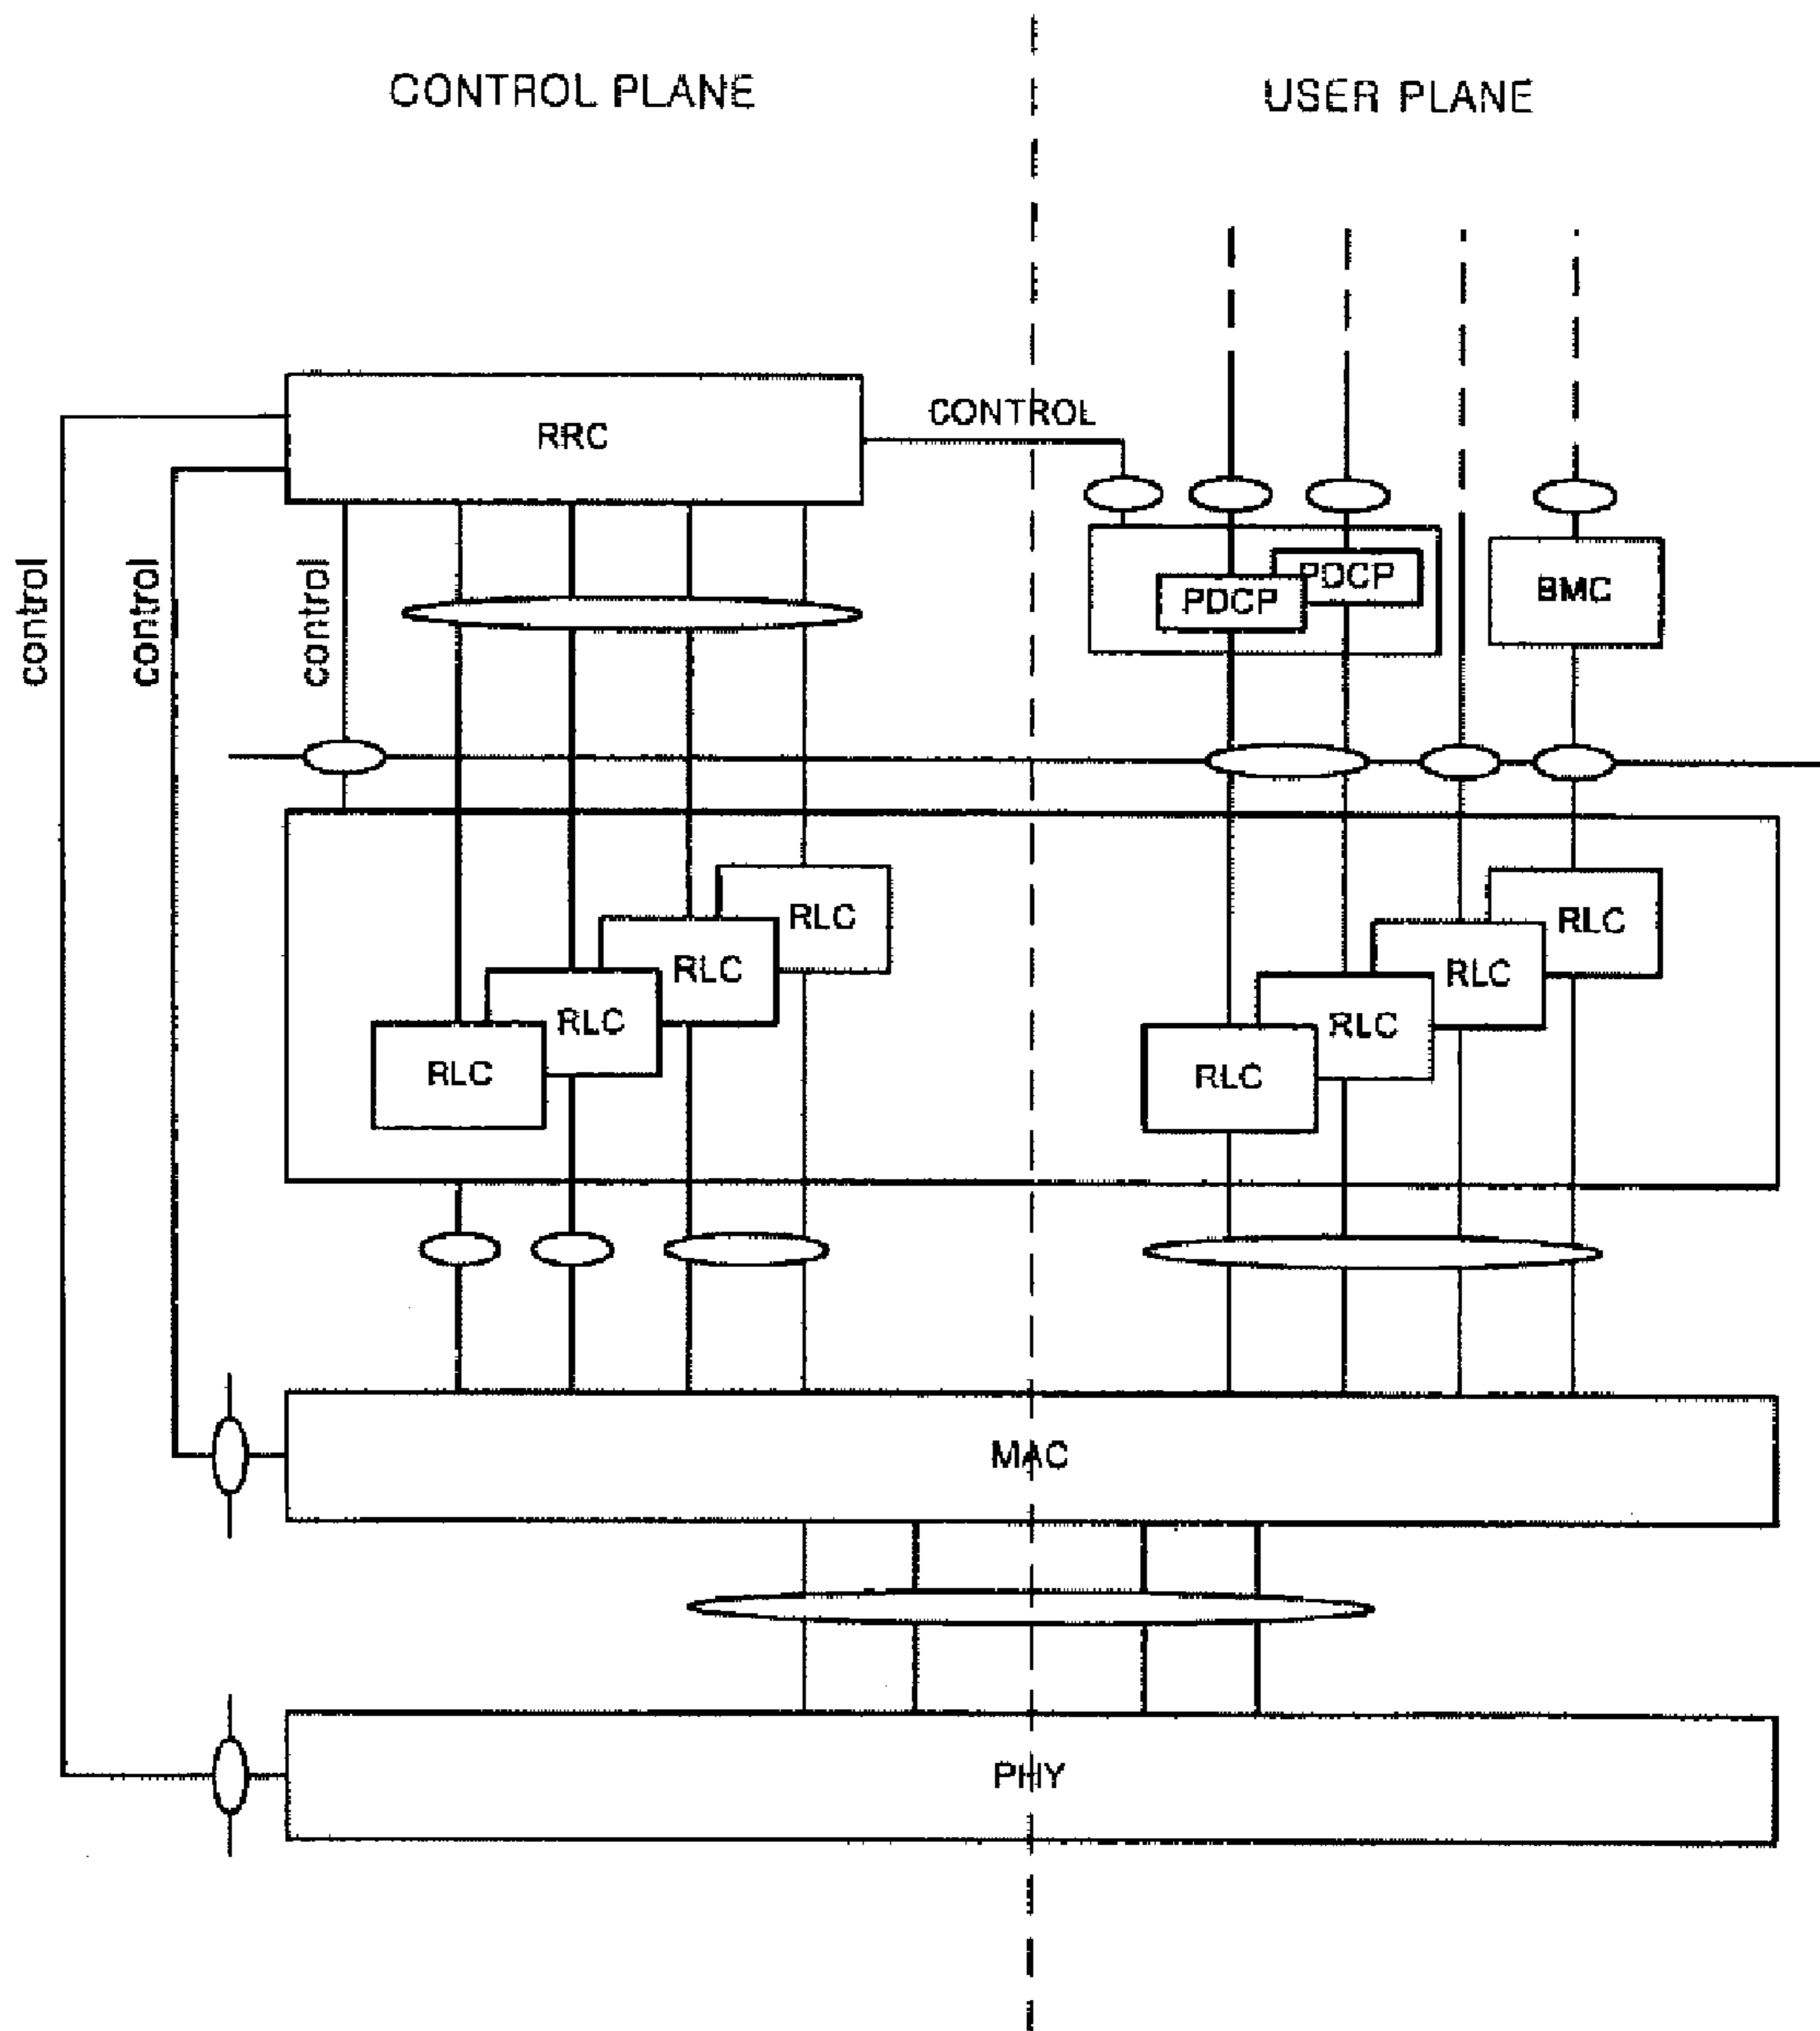 CONTROL PLANE
USER PLANE
CONTROL
RRC
control
control
control
PDCP
PDCP
BMC
RLC
RLC
RLC
RLC
RLC
RLC
RLC
RLC
MAC
PHY